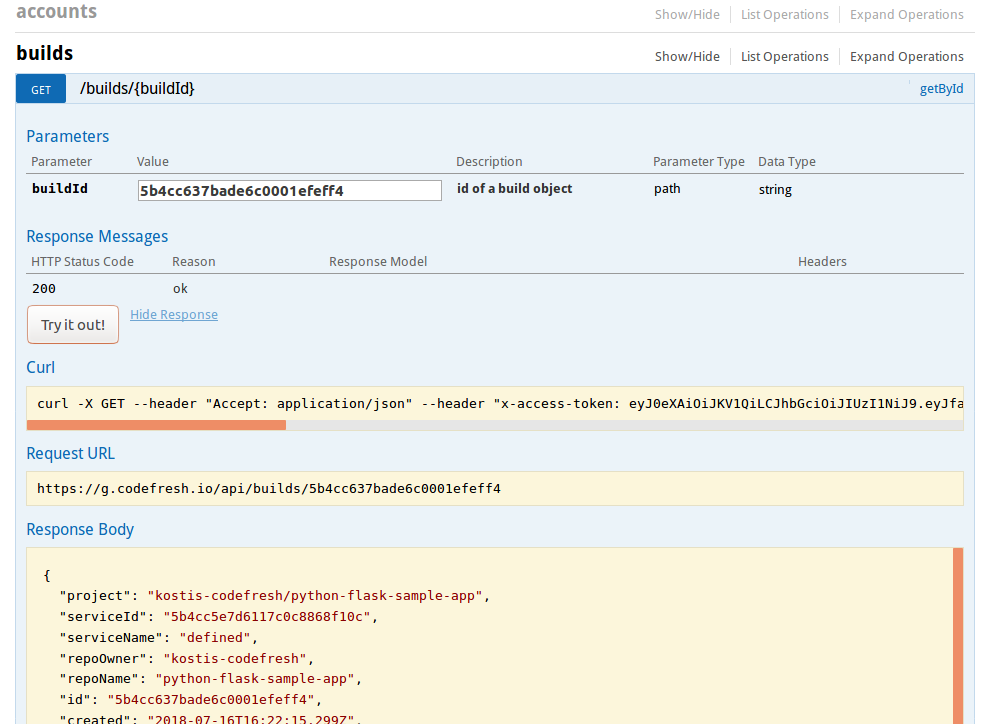 accounts Show/Hide List Operations Expand Operations
builds Show/Hide List Operations Expand Operations
GET /builds/{buildId} getById
Parameters
Parameter Value Description Parameter Type Data Type
buildId 5b4cc637bade6c0001efeff4 id of a build object path string
Response Messages
HTTP Status Code Reason Response Model Headers
200 ok
Try it out! Hide Response
Curl
curl -X GET --header "Accept: application/json" --header "x-access-token: eyJ0eXAiOiJKV1QiLCJhbGciOiJIUzI1NiJ9.eyJfa
Request URL
https://g.codefresh.io/api/builds/5b4cc637bade6c0001efeff4
Response Body
{
"project": "kostis-codefresh/python-flask-sample-app",
"serviceId": "5b4cc5e7d6117c0c8868f10c",
"serviceName": "defined",
"repoOwner": "kostis-codefresh",
"repoName": "python-flask-sample-app",
"id": "5b4cc637bade6c0001efeff4",
"created": "2018-07-16T16:22:15.299Z",